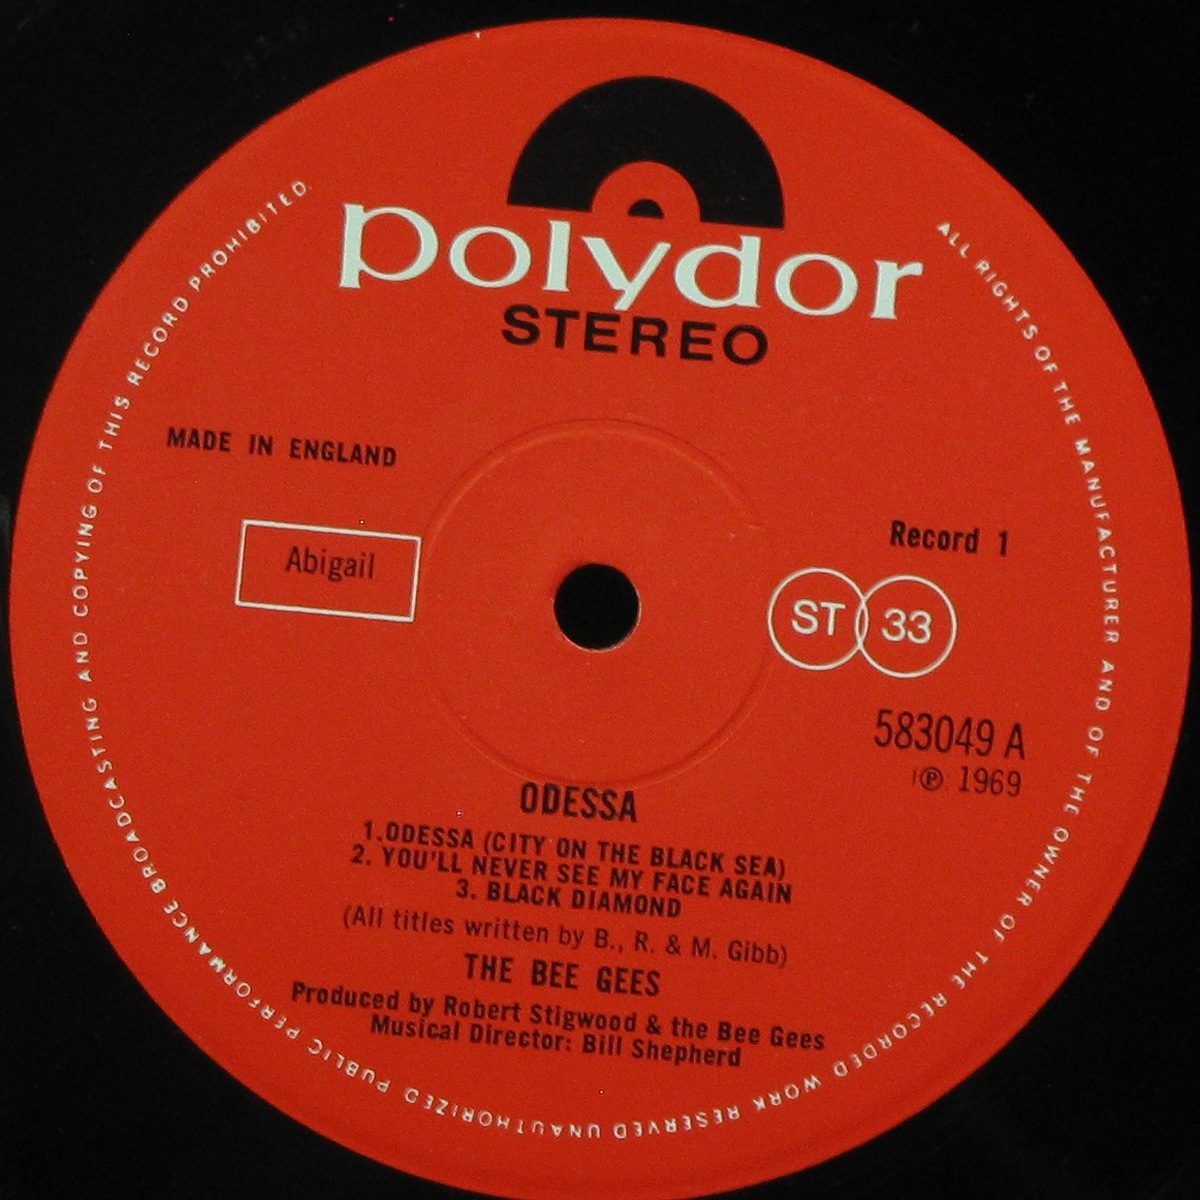 polydor
STEREO
MADE IN ENGLAND
Abigail
Record 1
ST 33
583049 A
℗ 1969
ODESSA
1.ODESSA (CITY ON THE BLACK SEA)
2. YOU'LL NEVER SEE MY FACE AGAIN
3. BLACK DIAMOND
(All titles written by B., R. & M. Gibb)
THE BEE GEES
Produced by Robert Stigwood & the Bee Gees
Musical Director: Bill Shepherd
ALL RIGHTS OF THE MANUFACTURER AND OF THE OWNER OF THE RECORDED WORK RESERVED UNAUTHORIZED PUBLIC PERFORMANCE BROADCASTING AND COPYING OF THIS RECORD PROHIBITED.